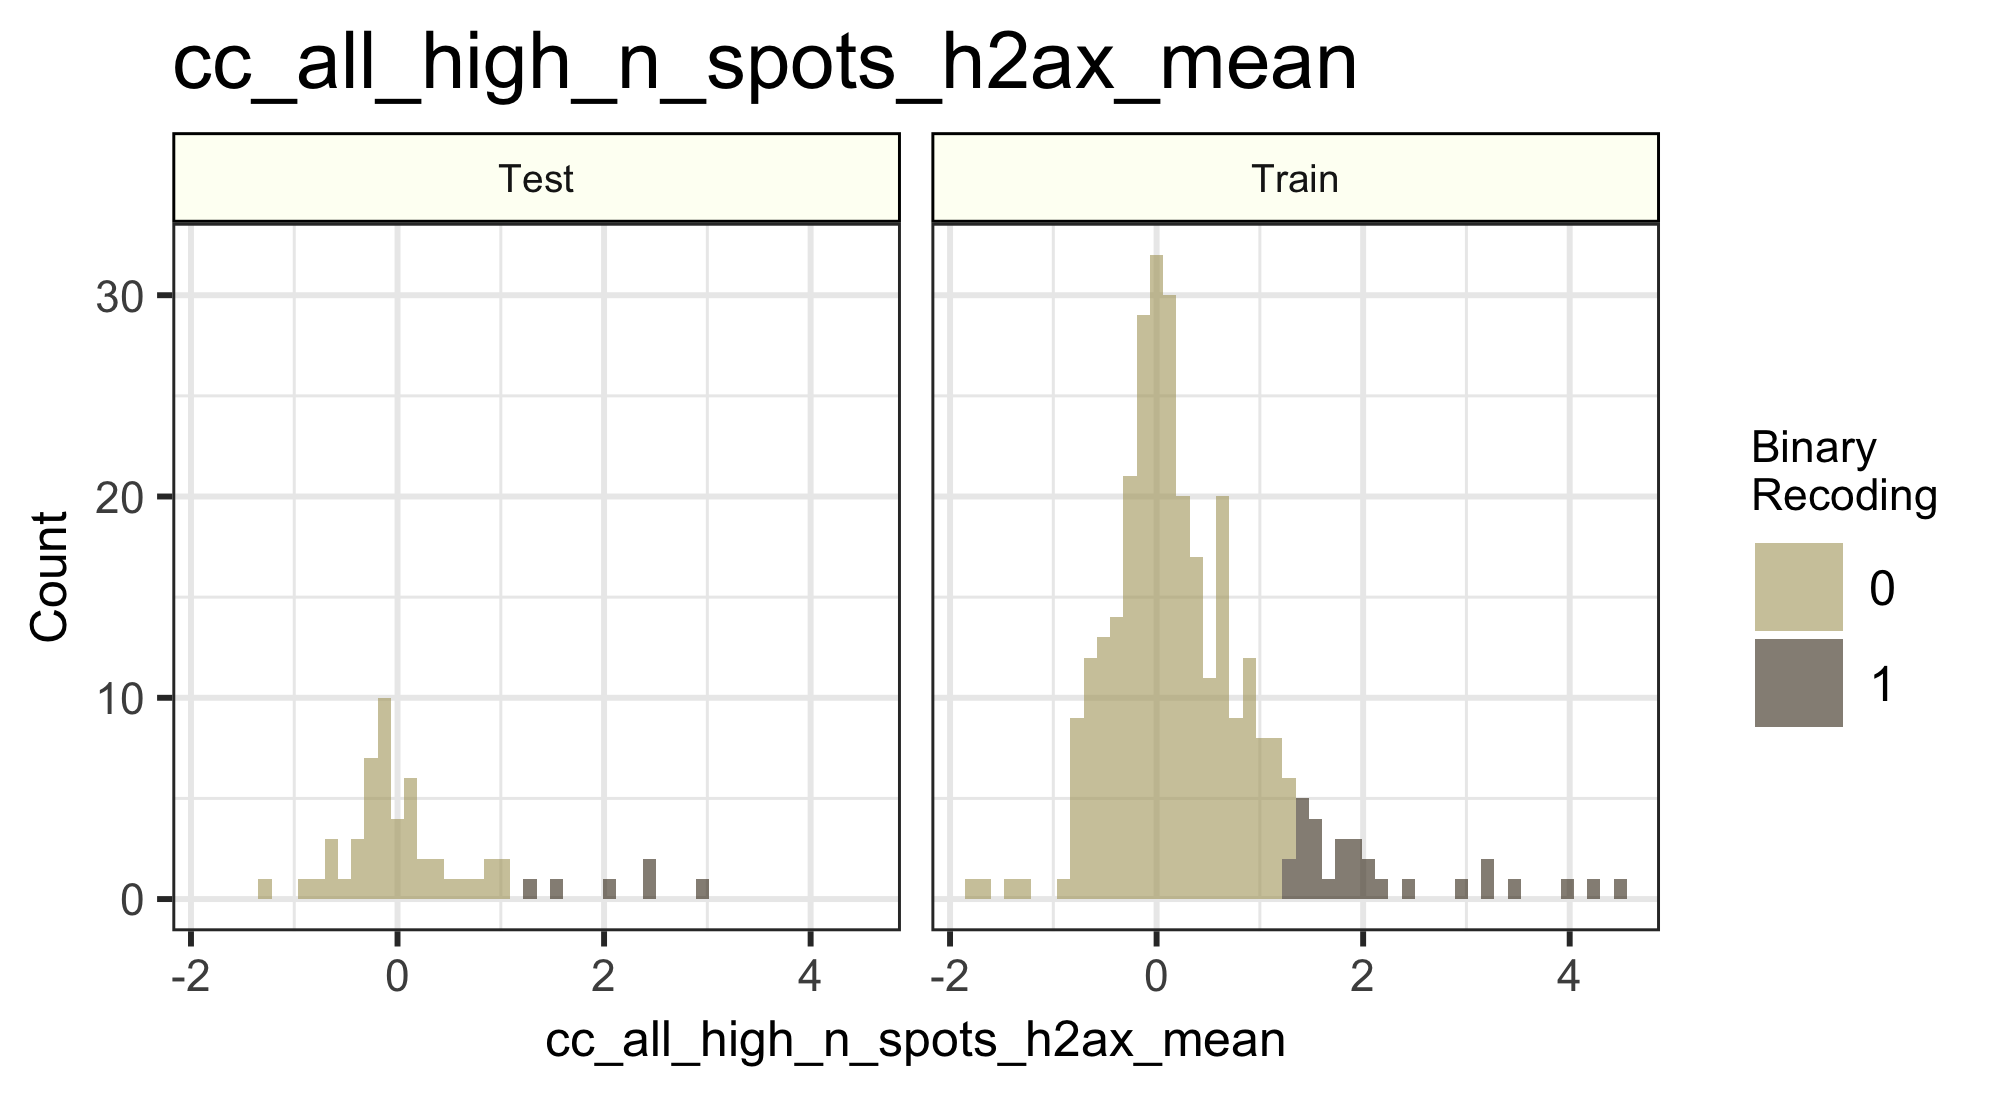 cc_all_high_n_spots_h2ax_mean
Test
Train
30
20
10
0
Count
-2
0
2
4
-2
0
2
4
cc_all_high_n_spots_h2ax_mean
Binary
Recoding
0
1